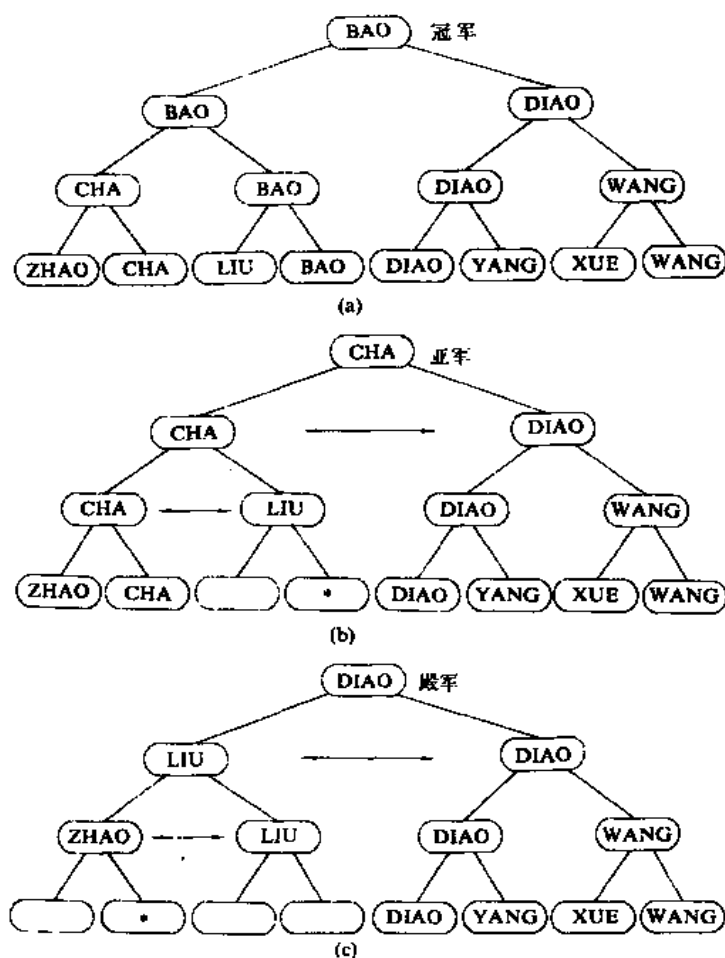 BAO 冠军
BAO DIAO
CHA BAO DIAO WANG
ZHAO CHA LIU BAO DIAO YANG XUE WANG
(a)
CHA 亚军
CHA DIAO
CHA LIU DIAO WANG
ZHAO CHA * DIAO YANG XUE WANG
(b)
DIAO 殿军
LIU DIAO
ZHAO LIU DIAO WANG
* DIAO YANG XUE WANG
(c)